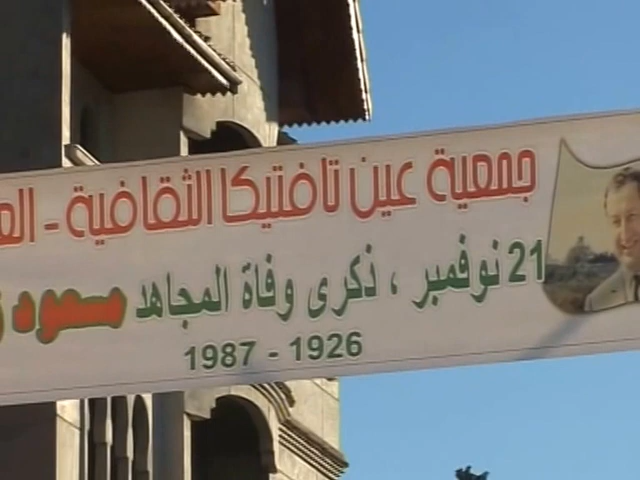 جمعية عين تافتيكا الثقافية -
21 نوفمبر ، ذكرى وفاة المجاهد مسعود
1926 - 1987